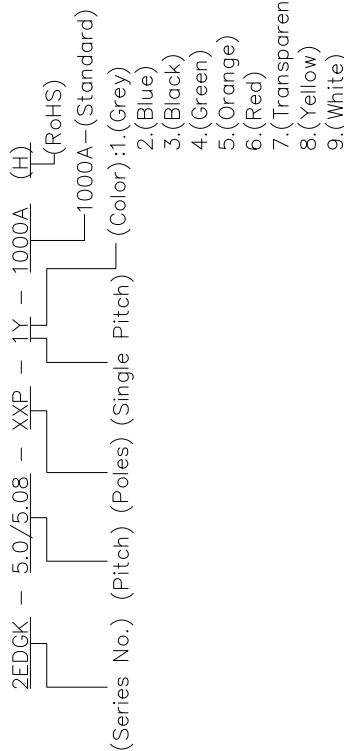 2EDGK - 5.0/5.08 - XXP - 1Y - 1000A (H)
(RoHS)
1000A-(Standard)
(Series No.) (Pitch) (Poles) (Single Pitch) (Color):1.(Grey)
2.(Blue)
3.(Black)
4.(Green)
5.(Orange)
6.(Red)
7.(Transparen
8.(Yellow)
9.(White)